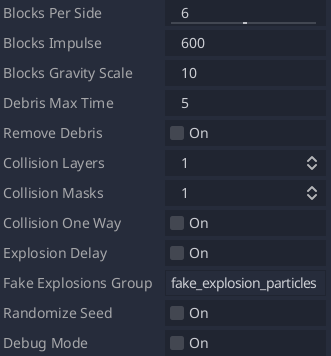 Blocks Per Side 6
Blocks Impulse 600
Blocks Gravity Scale 10
Debris Max Time 5
Remove Debris On
Collision Layers 1
Collision Masks 1
Collision One Way On
Explosion Delay On
Fake Explosions Group fake_explosion_particles
Randomize Seed On
Debug Mode On